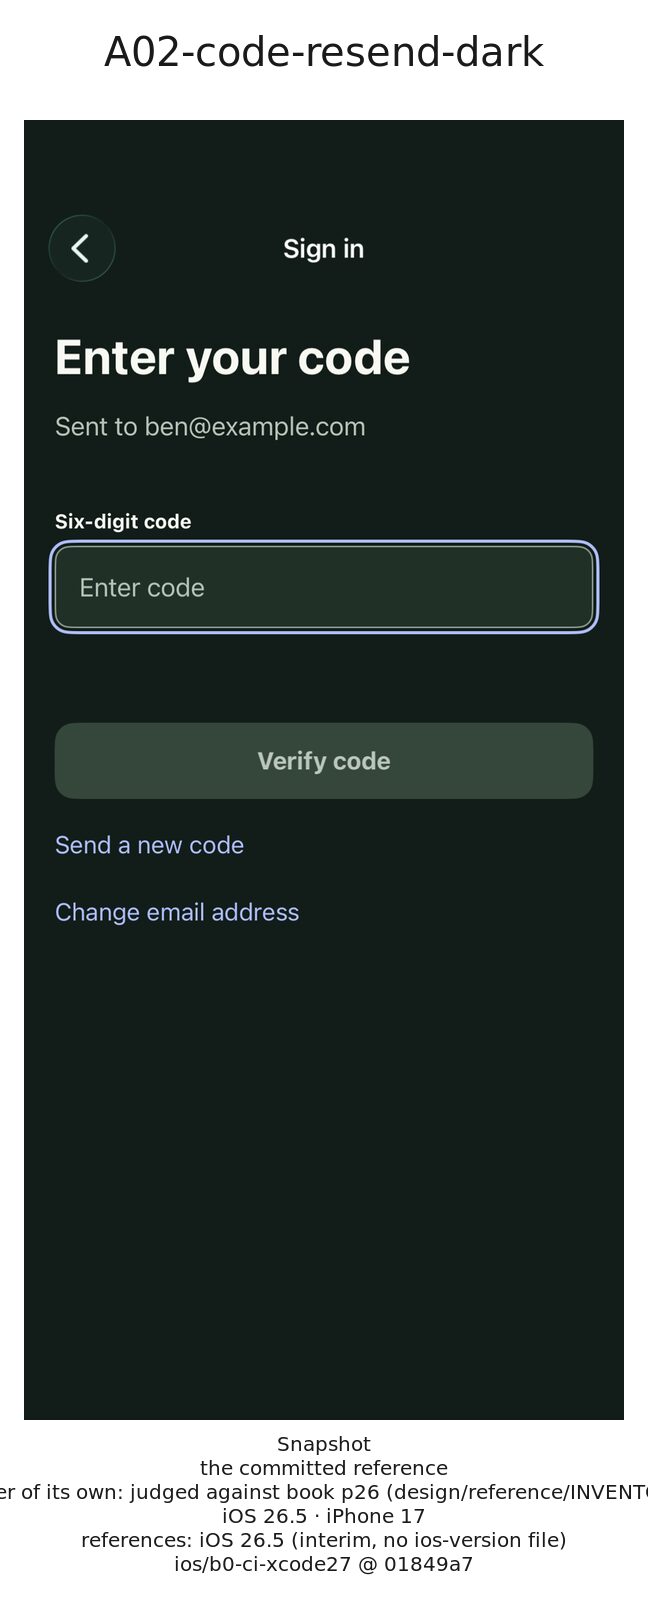 A02-code-resend-dark
Sign in
Enter your code
Sent to ben@example.com
Six-digit code
Enter code
Verify code
Send a new code
Change email address
Snapshot
the committed reference
of its own: judged against book p26 (design/reference/
iOS 26.5 · iPhone 17
references: iOS 26.5 (interim, no ios-version file)
ios/b0-ci-xcode27 @ 01849a7